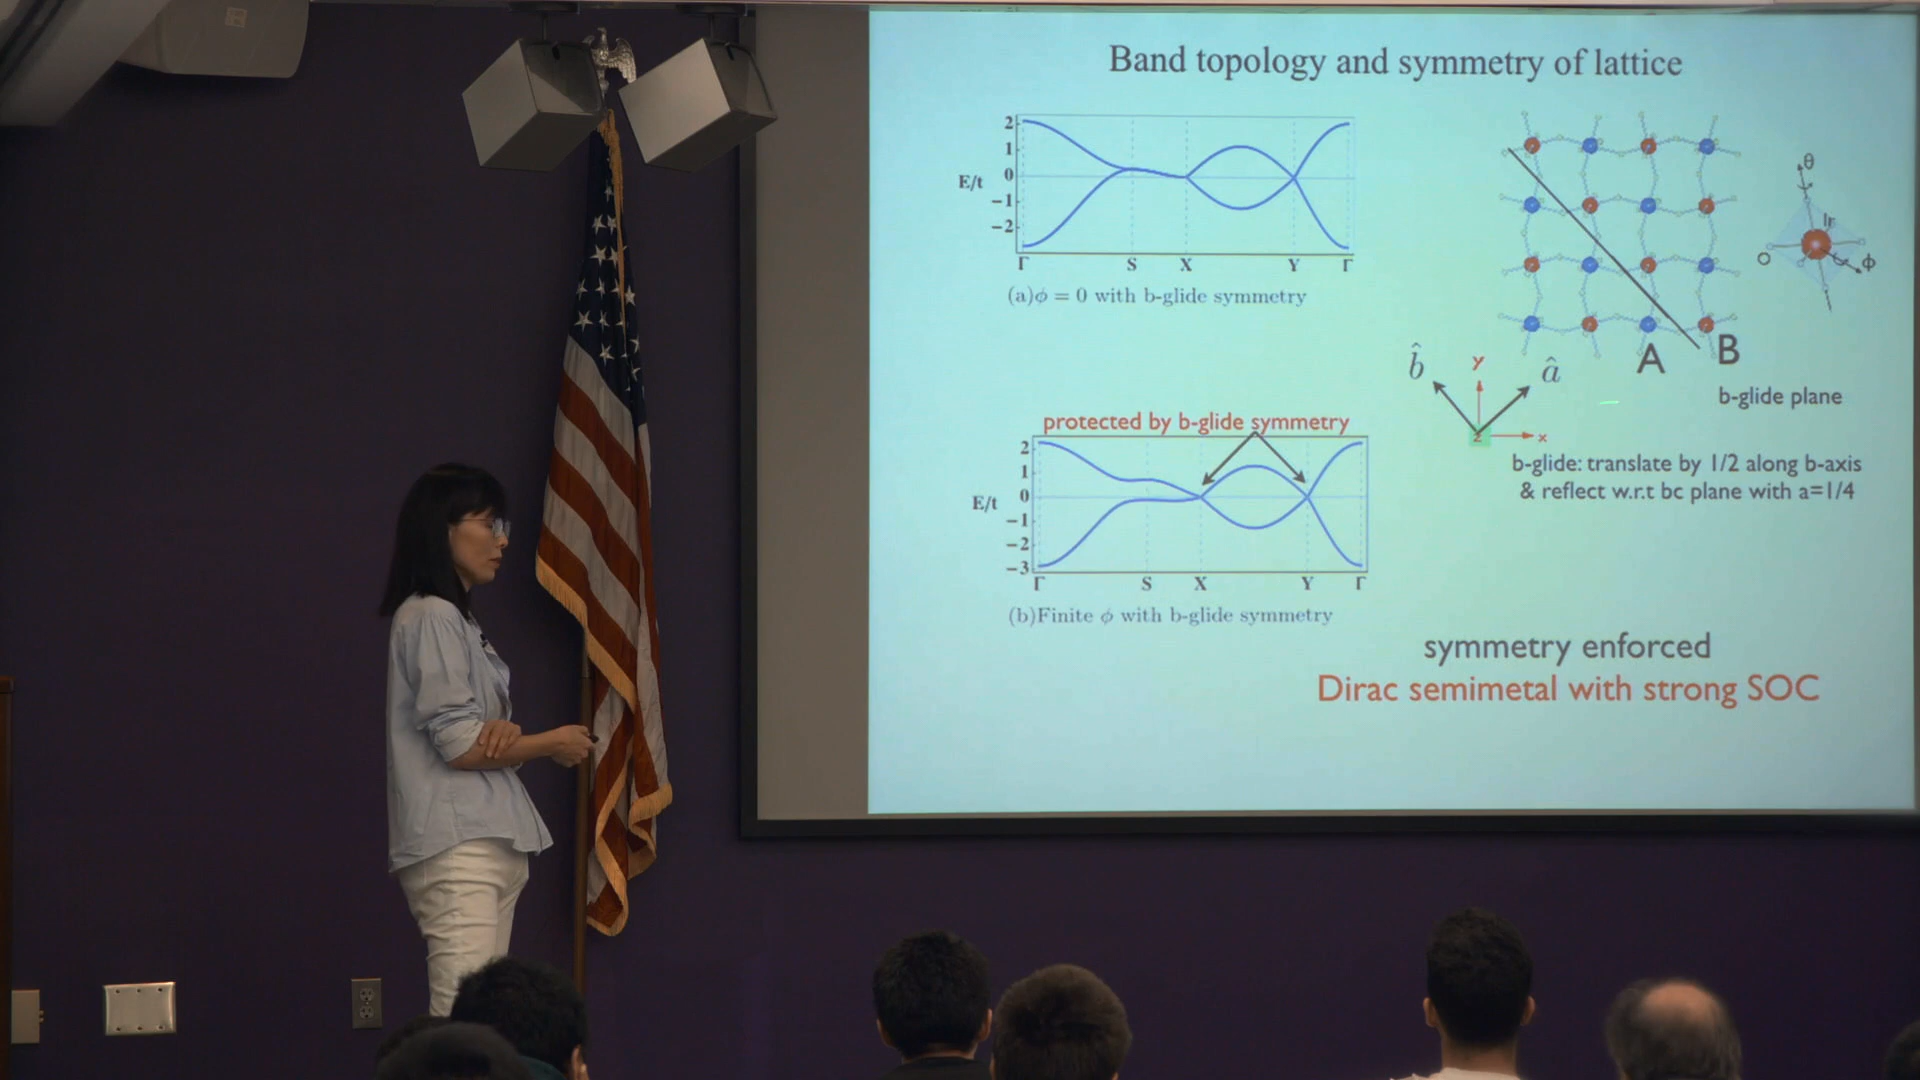 Band topology and symmetry of lattice
2
1
E/t 0
−1
−2
Γ S X Y Γ
(a)ϕ = 0 with b-glide symmetry
θ
Ir
O
ϕ
A B
b-glide plane
b̂ y â
z x
b-glide: translate by 1/2 along b-axis
& reflect w.r.t bc plane with a=1/4
protected by b-glide symmetry
2
1
E/t 0
−1
−2
−3
Γ S X Y Γ
(b)Finite ϕ with b-glide symmetry
symmetry enforced
Dirac semimetal with strong SOC